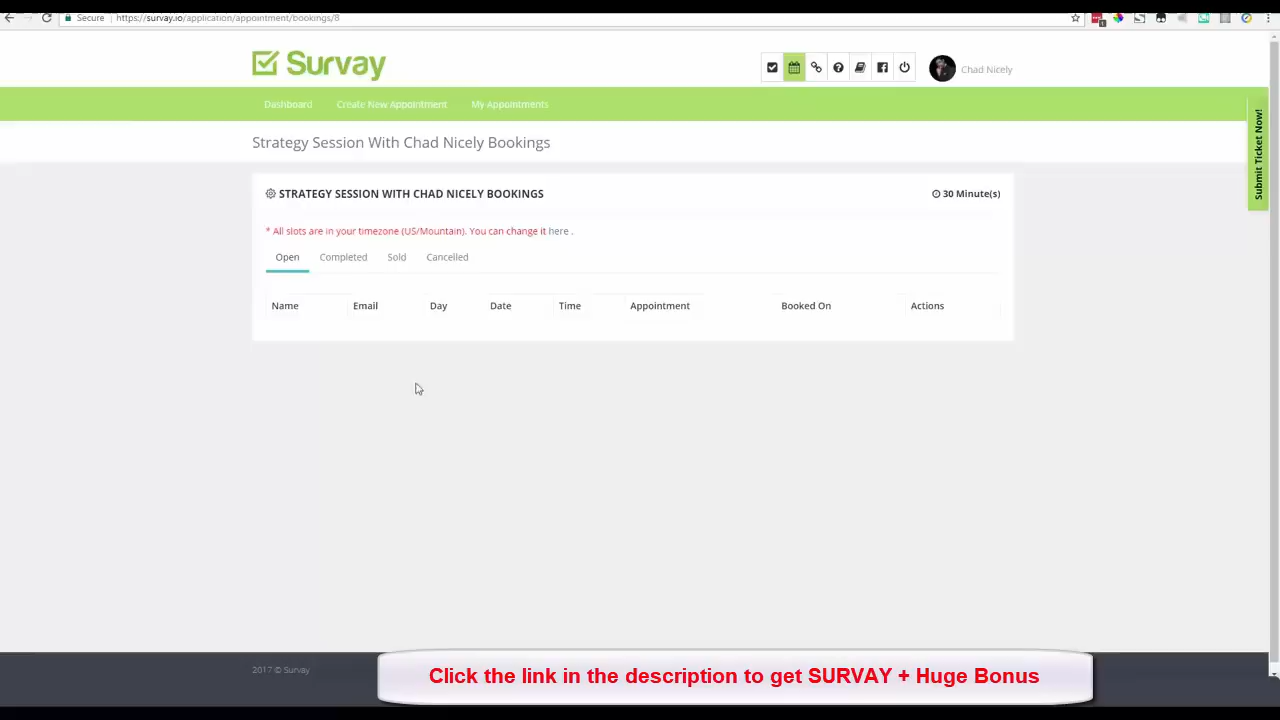 Secure
https://survay.io/application/appointment/bookings/8
Survay
Chad Nicely
Dashboard
Create New Appointment
My Appointments
Submit Ticket Now!
Strategy Session With Chad Nicely Bookings
STRATEGY SESSION WITH CHAD NICELY BOOKINGS
30 Minute(s)
* All slots are in your timezone (US/Mountain). You can change it here .
Open
Completed
Sold
Cancelled
Name
Email
Day
Date
Time
Appointment
Booked On
Actions
2017 © Survay
Click the link in the description to get SURVAY + Huge Bonus